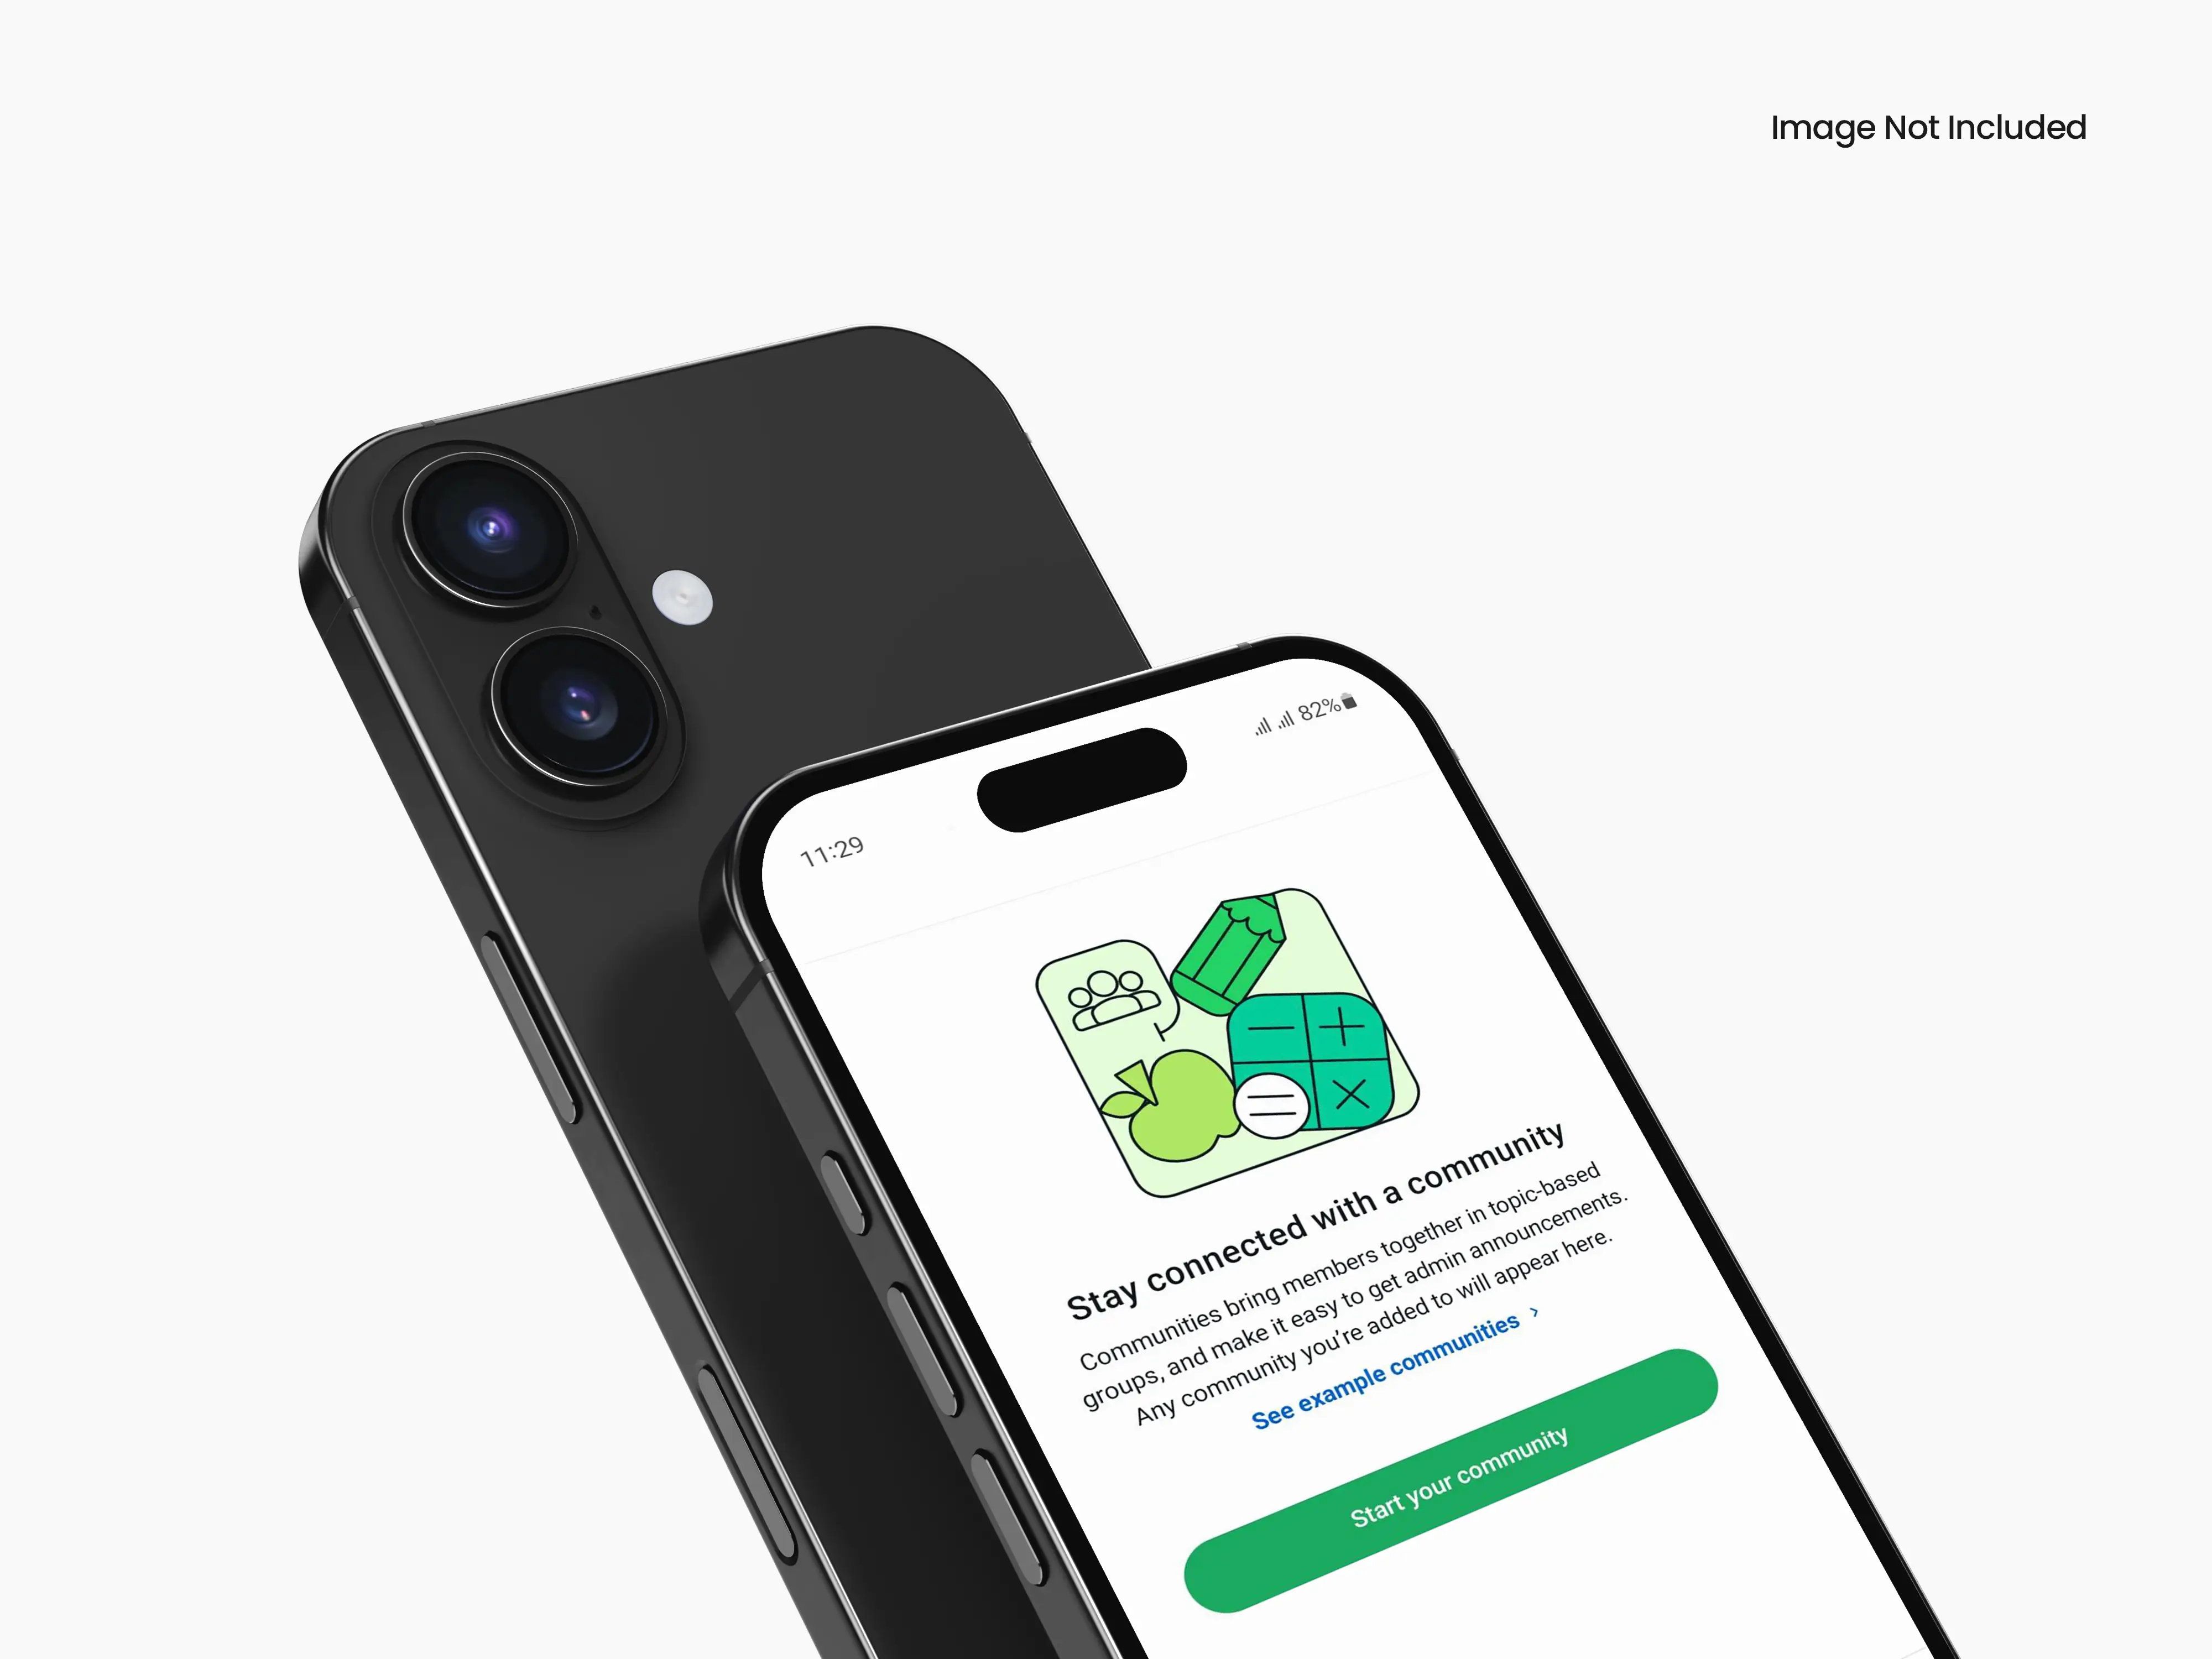 Image Not Included
11:29
82%
Stay connected with a community
Communities bring members together in topic-based
groups, and make it easy to get admin announcements.
Any community you're added to will appear here.
See example communities >
Start your community